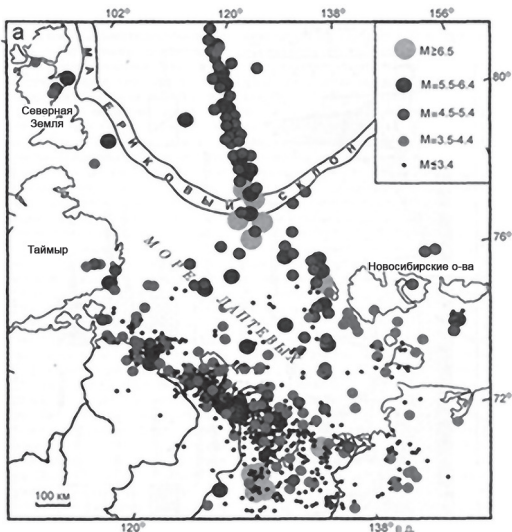 а
102° 120° 138° 156°
M≥6.5
M=5.5-6.4
M=4.5-5.4
M=3.5-4.4
M≤3.4
80°
Северная
Земля
МАТЕРИКОВЫЙ СКЛОН
76°
Таймыр
МОРЕ ЛАПТЕВЫХ
Новосибирские о-ва
72°
100 км
120° 138° в.д.